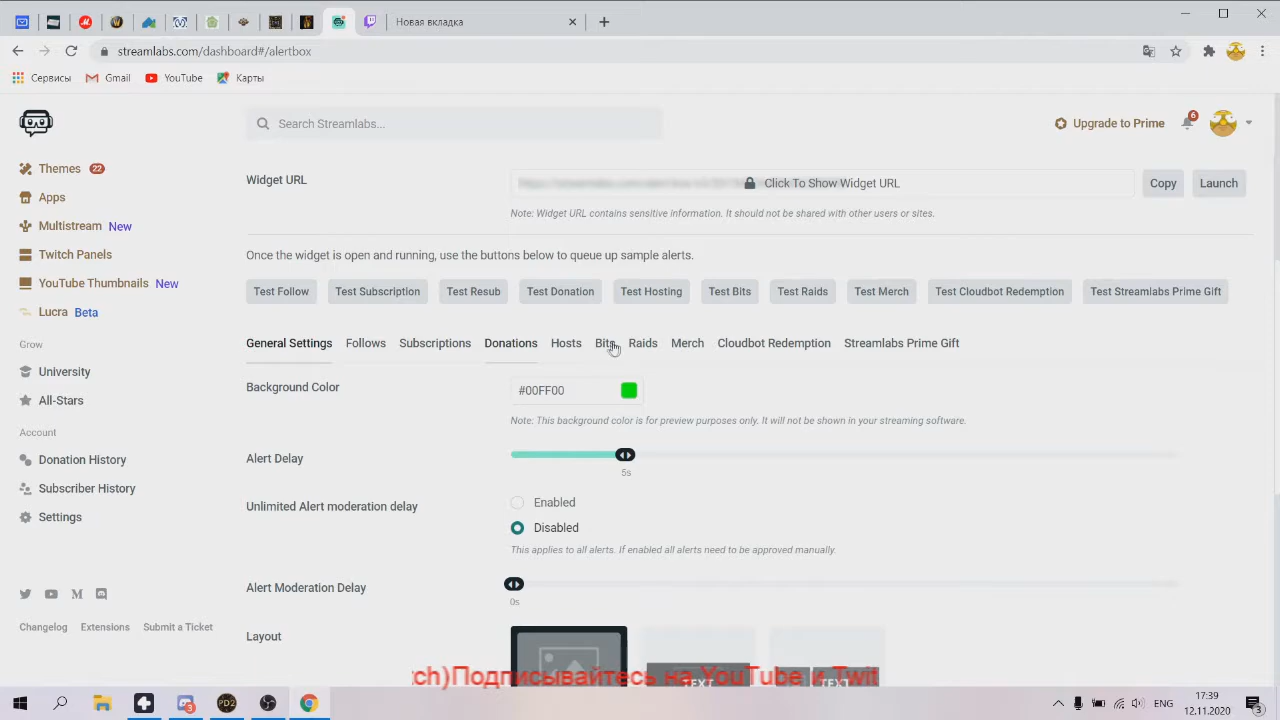 Новая вкладка
streamlabs.com/dashboard#/alertbox
Сервисы
Gmail
YouTube
Карты
Search Streamlabs...
Upgrade to Prime
6
Themes 22
Apps
Multistream New
Twitch Panels
YouTube Thumbnails New
Lucra Beta
Grow
University
All-Stars
Account
Donation History
Subscriber History
Settings
Changelog Extensions Submit a Ticket
Widget URL
Click To Show Widget URL
Copy
Launch
Note: Widget URL contains sensitive information. It should not be shared with other users or sites.
Once the widget is open and running, use the buttons below to queue up sample alerts.
Test Follow
Test Subscription
Test Resub
Test Donation
Test Hosting
Test Bits
Test Raids
Test Merch
Test Cloudbot Redemption
Test Streamlabs Prime Gift
General Settings
Follows
Subscriptions
Donations
Hosts
Bits
Raids
Merch
Cloudbot Redemption
Streamlabs Prime Gift
Background Color
#00FF00
Note: This background color is for preview purposes only. It will not be shown in your streaming software.
Alert Delay
5s
Unlimited Alert moderation delay
Enabled
Disabled
This applies to all alerts. If enabled all alerts need to be approved manually.
Alert Moderation Delay
0s
Layout
TEXT
TEXT
rch)Подписывайтесь на YouTube и Twit
3
PD2
17:39
12.11.2020
3